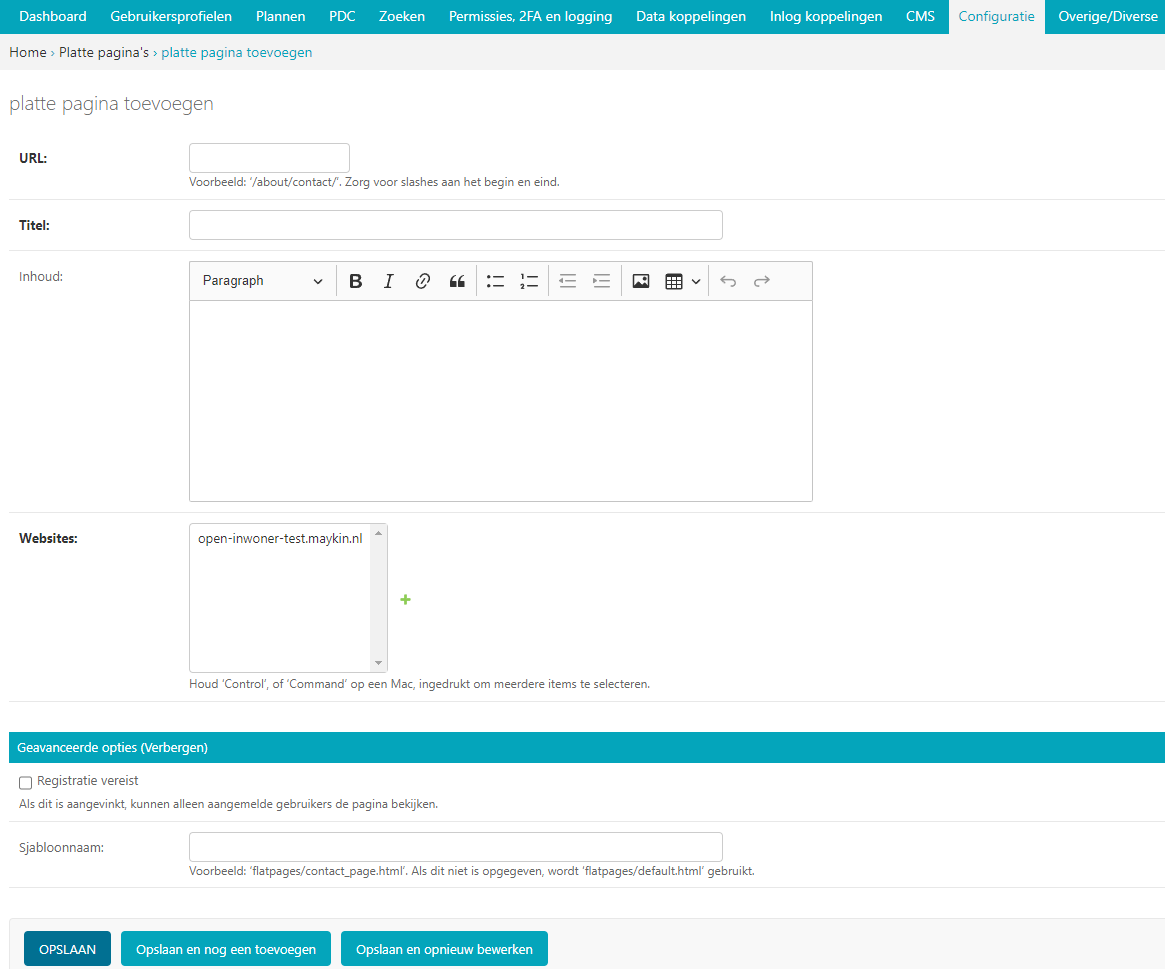 Dashboard Gebruikersprofielen Plannen PDC Zoeken Permissies, 2FA en logging Data koppelingen Inlog koppelingen CMS Configuratie Overige/Diverse
Home › Platte pagina's › platte pagina toevoegen
platte pagina toevoegen
URL:
Voorbeeld: '/about/contact/'. Zorg voor slashes aan het begin en eind.
Titel:
Inhoud:
Paragraph
Websites:
open-inwoner-test.maykin.nl
Houd 'Control', of 'Command' op een Mac, ingedrukt om meerdere items te selecteren.
Geavanceerde opties (Verbergen)
Registratie vereist
Als dit is aangevinkt, kunnen alleen aangemelde gebruikers de pagina bekijken.
Sjabloonnaam:
Voorbeeld: 'flatpages/contact_page.html'. Als dit niet is opgegeven, wordt 'flatpages/default.html' gebruikt.
OPSLAAN Opslaan en nog een toevoegen Opslaan en opnieuw bewerken